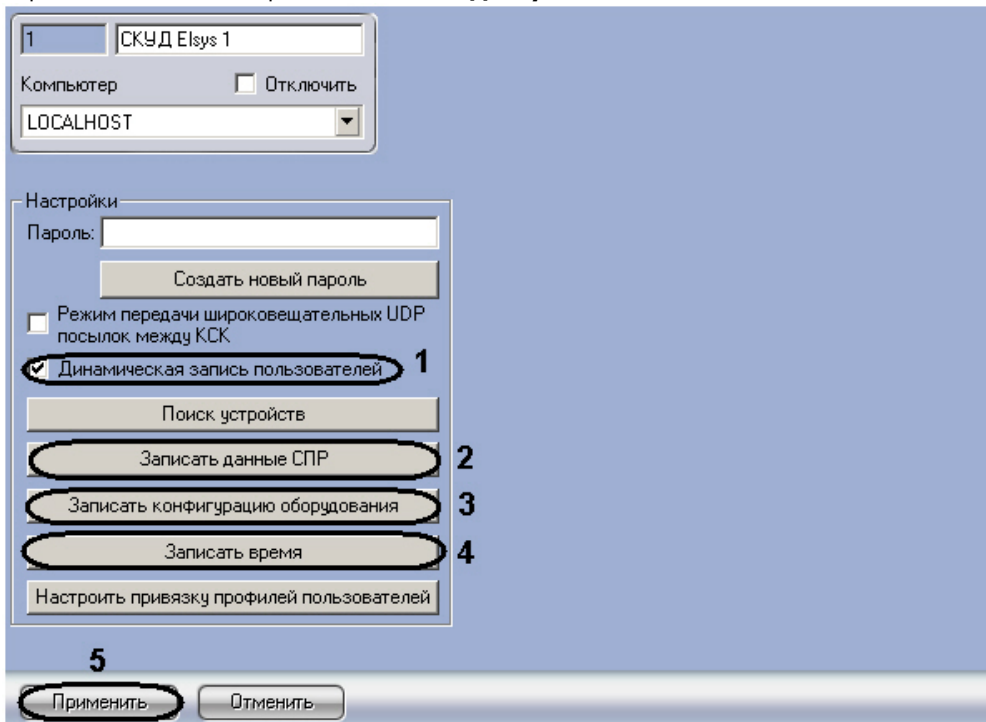 1
СКУД Elsys 1
Компьютер
Отключить
LOCALHOST
Настройки
Пароль:
Создать новый пароль
Режим передачи широковещательных UDP
посылок между КСК
Динамическая запись пользователей
1
Поиск устройств
Записать данные СПР
2
Записать конфигурацию оборудования
3
Записать время
4
Настроить привязку профилей пользователей
5
Применить
Отменить